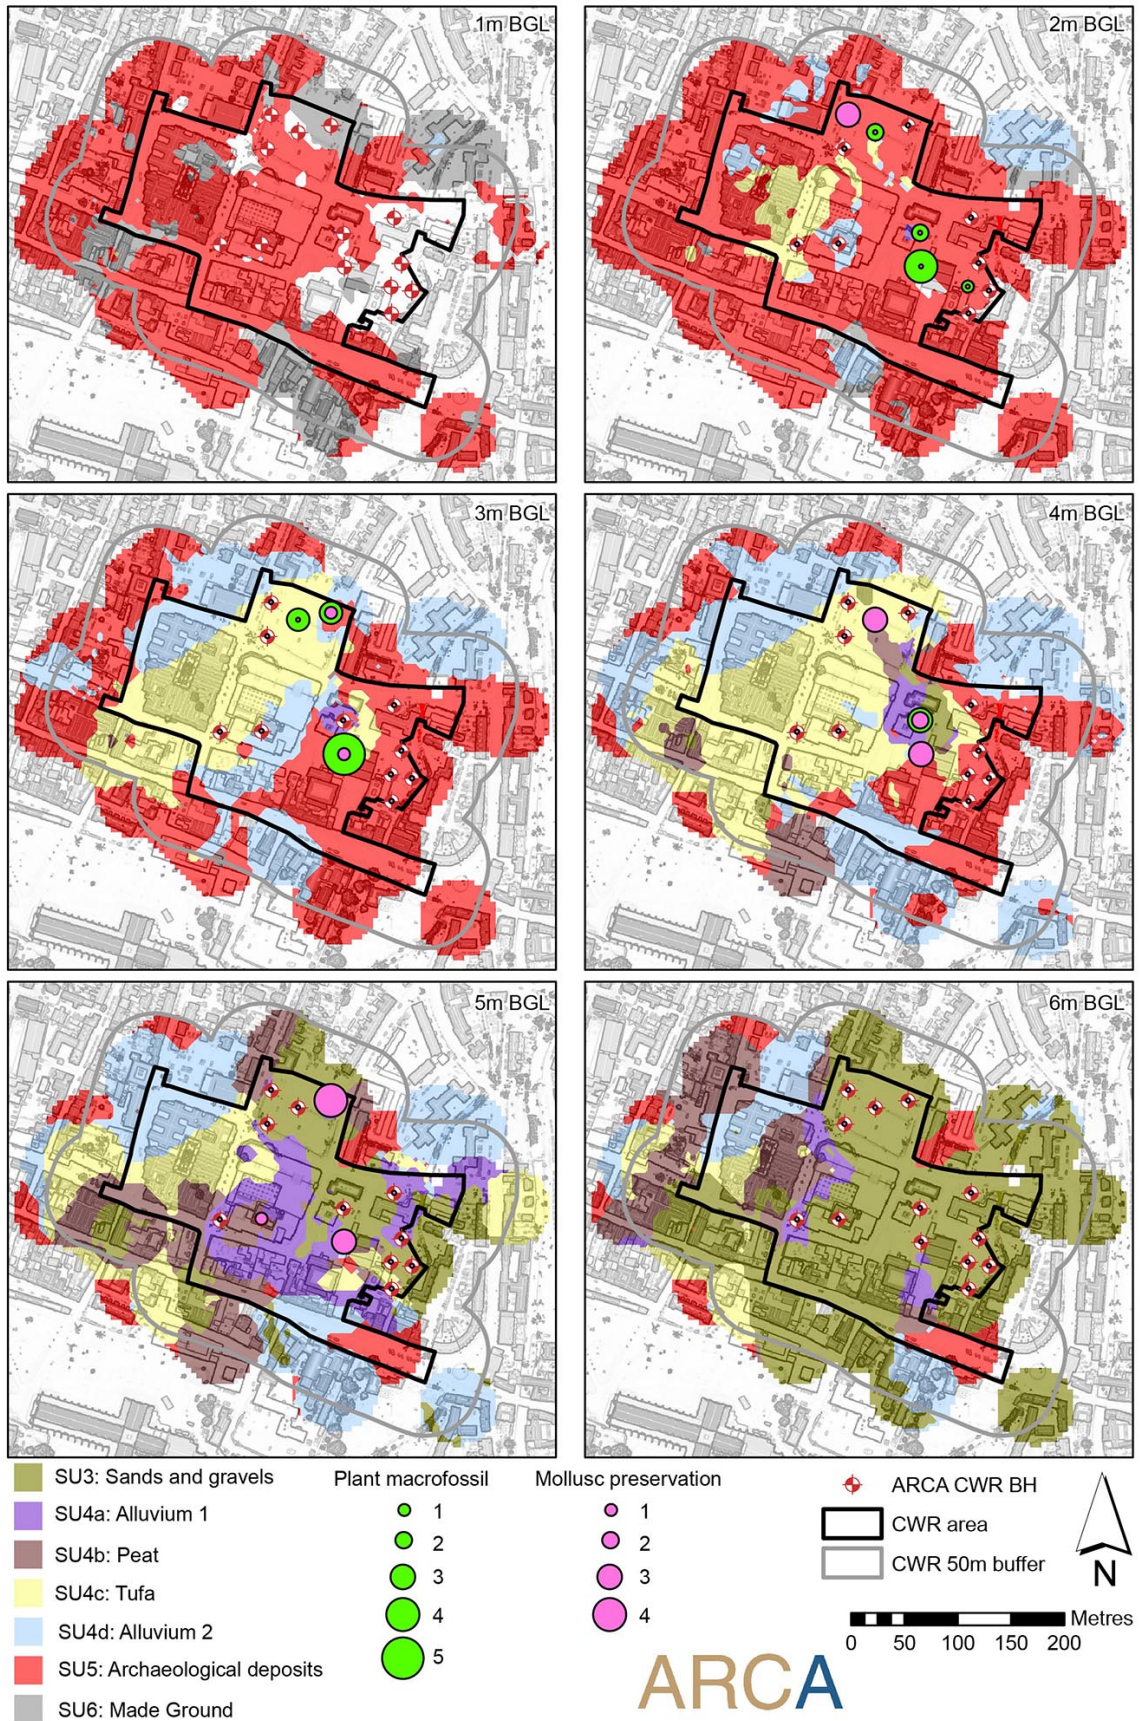 1m BGL
2m BGL
3m BGL
4m BGL
5m BGL
6m BGL
SU3: Sands and gravels
SU4a: Alluvium 1
SU4b: Peat
SU4c: Tufa
SU4d: Alluvium 2
SU5: Archaeological deposits
SU6: Made Ground
Plant macrofossil
1
2
3
4
5
Mollusc preservation
1
2
3
4
ARCA CWR BH
CWR area
CWR 50m buffer
N
Metres
0 50 100 150 200
ARCA